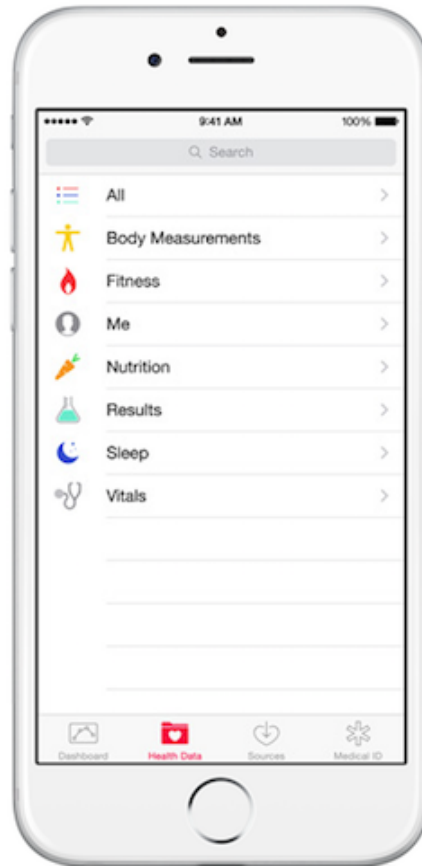 9:41 AM 100%
Search
All
Body Measurements
Fitness
Me
Nutrition
Results
Sleep
Vitals
Dashboard Health Data Sources Medical ID